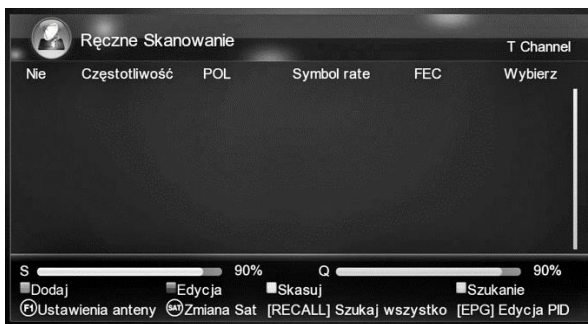 Ręczne Skanowanie
T Channel
Nie Częstotliwość POL Symbol rate FEC Wybierz
S 90% Q 90%
Dodaj Edycja Skasuj Szukanie
F1 Ustawienia anteny SAT Zmiana Sat [RECALL] Szukaj wszystko [EPG] Edycja PID